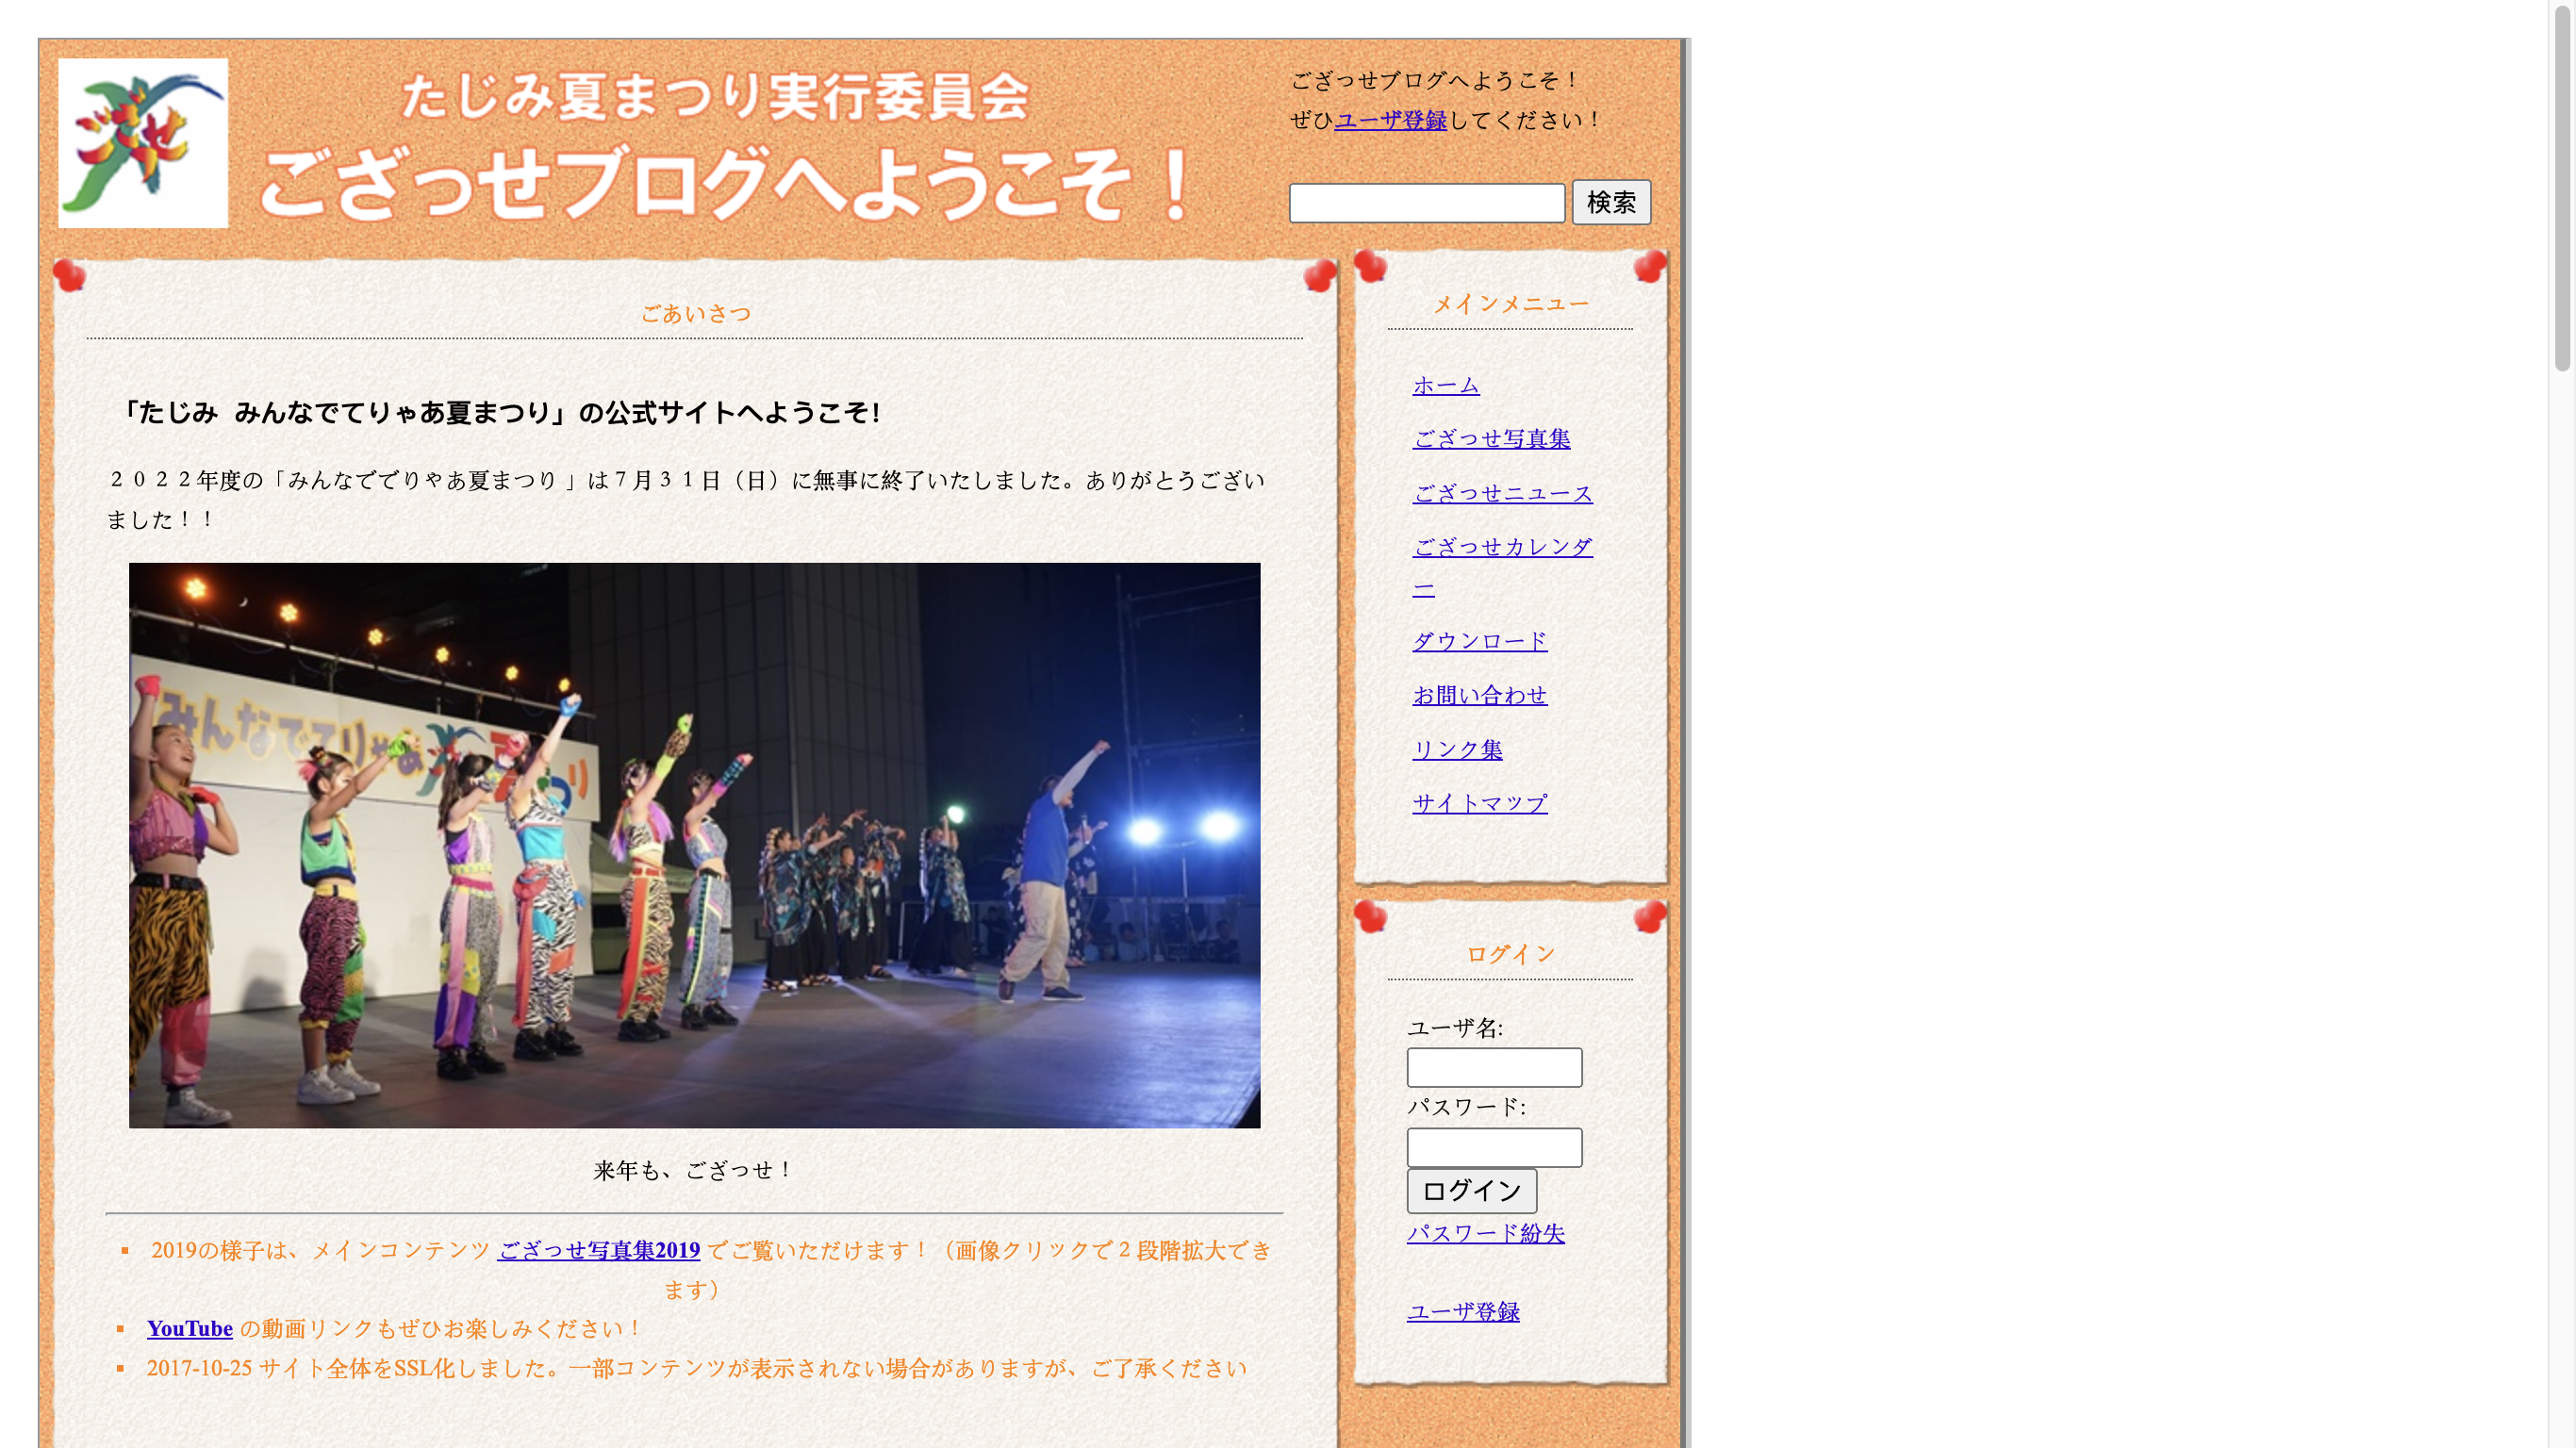 ござっせ
たじみ夏まつり実行委員会
ござっせブログへようこそ！
ござっせブログへようこそ！
ぜひユーザ登録してください！
検索
ごあいさつ
「たじみ みんなでてりゃあ夏まつり」の公式サイトへようこそ!
２０２２年度の「みんなででりゃあ夏まつり 」は７月３１日（日）に無事に終了いたしました。ありがとうござい
ました！！
みんなでてりゃあ夏まつり
来年も、ござっせ！
▪ 2019の様子は、メインコンテンツ ござっせ写真集2019 でご覧いただけます！（画像クリックで２段階拡大でき
ます）
▪ YouTube の動画リンクもぜひお楽しみください！
▪ 2017-10-25 サイト全体をSSL化しました。一部コンテンツが表示されない場合がありますが、ご了承ください
メインメニュー
ホーム
ござっせ写真集
ござっせニュース
ござっせカレンダ
ー
ダウンロード
お問い合わせ
リンク集
サイトマップ
ログイン
ユーザ名:
パスワード:
ログイン
パスワード紛失
ユーザ登録